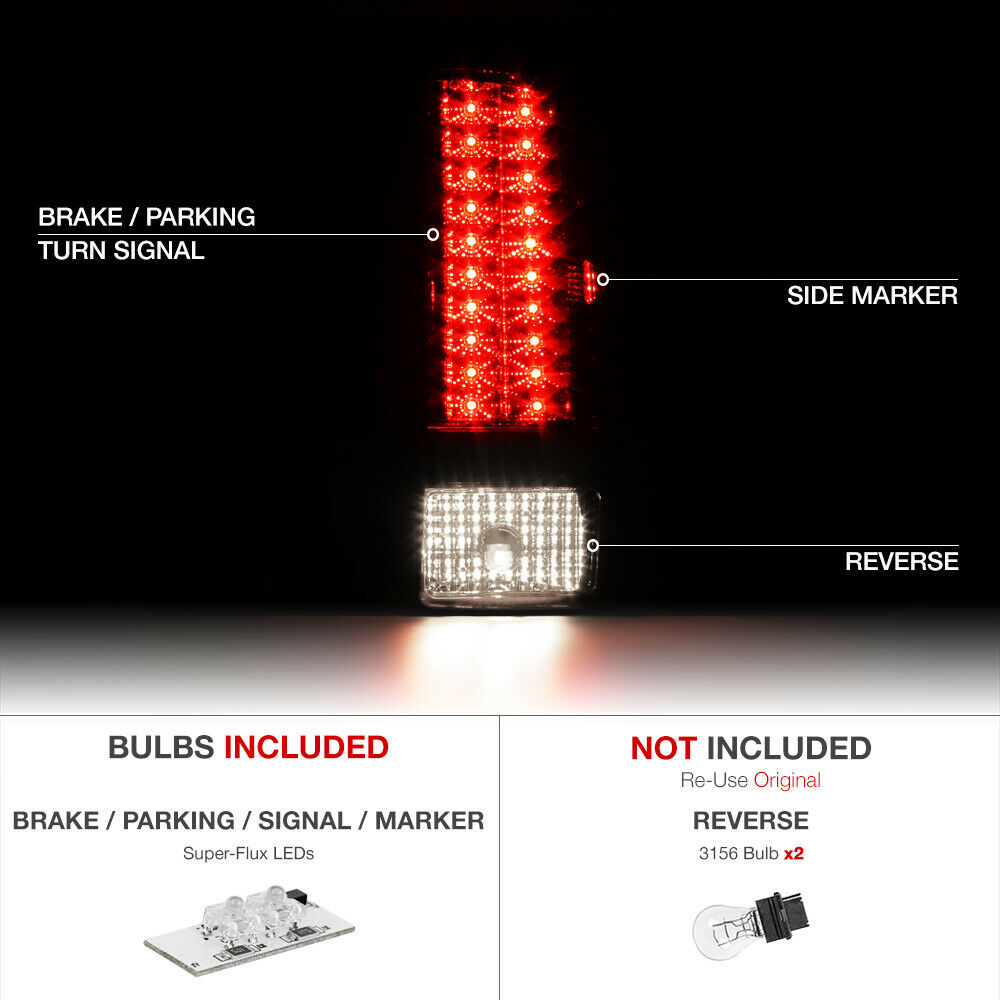 BRAKE / PARKING
TURN SIGNAL
SIDE MARKER
REVERSE
BULBS INCLUDED
BRAKE / PARKING / SIGNAL / MARKER
Super-Flux LEDs
NOT INCLUDED
Re-Use Original
REVERSE
3156 Bulb x2